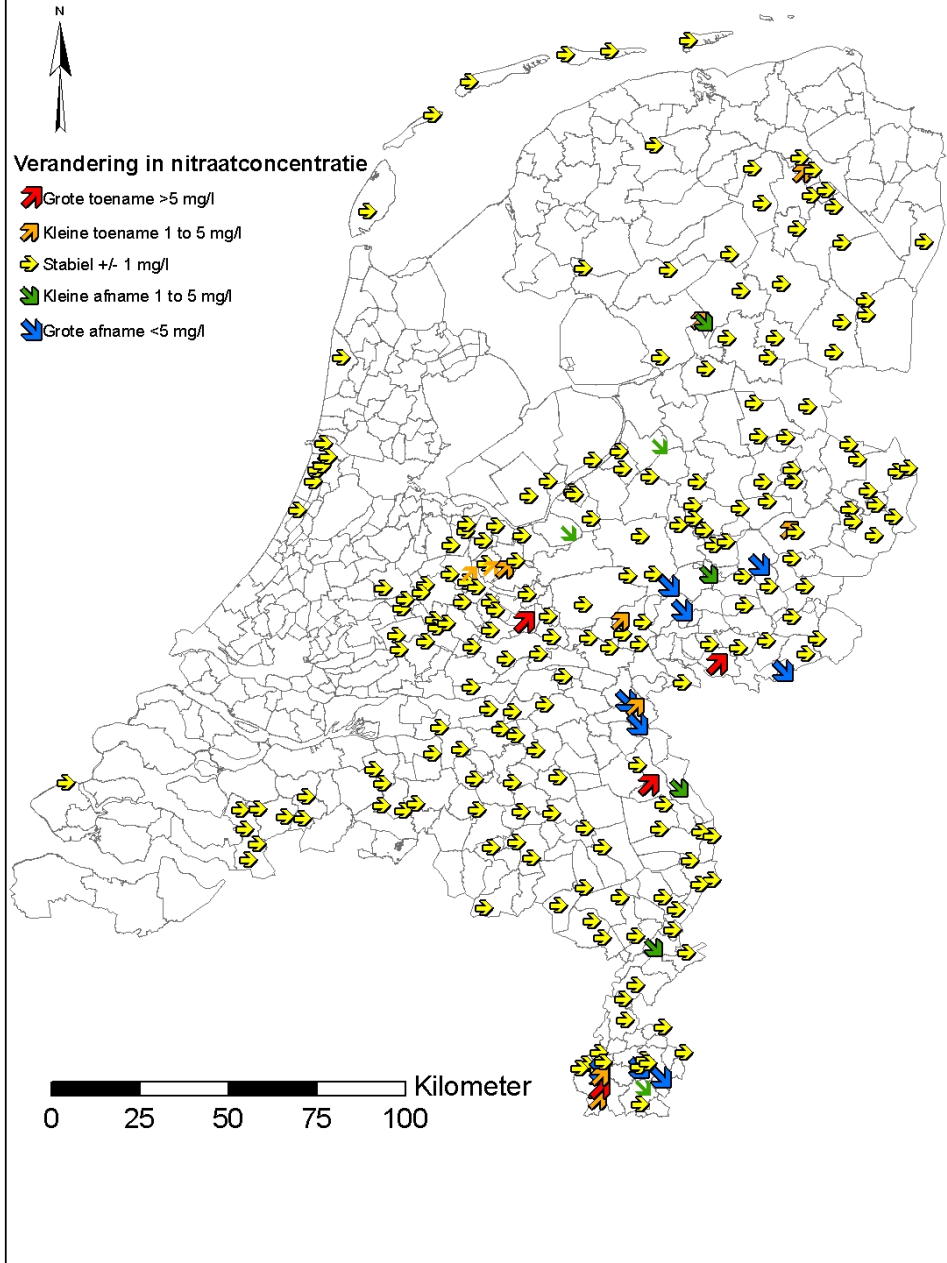 N
Verandering in nitraatconcentratie
Grote toename >5 mg/l
Kleine toename 1 to 5 mg/l
Stabiel +/- 1 mg/l
Kleine afname 1 to 5 mg/l
Grote afname <5 mg/l
Kilometer
0 25 50 75 100